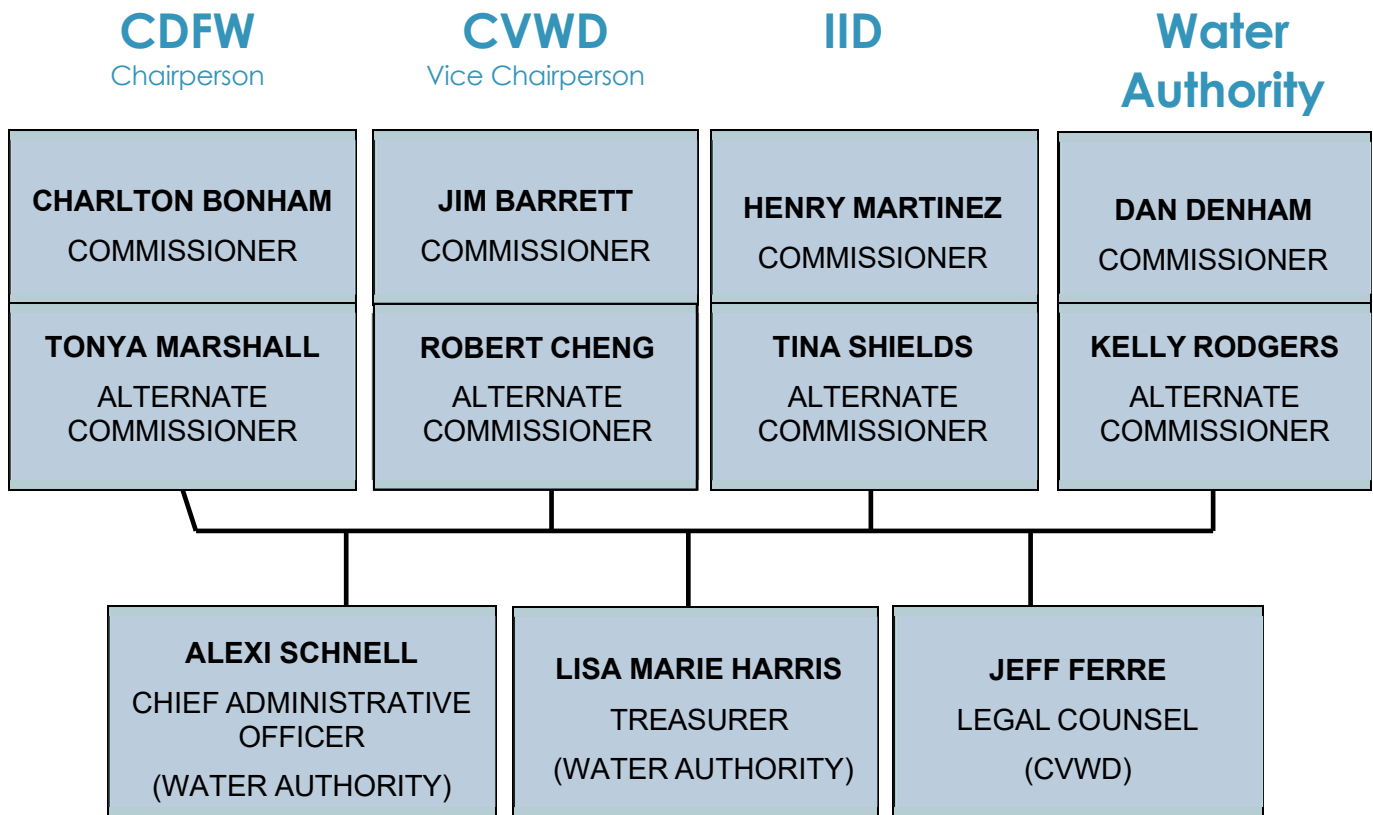 CDFW
Chairperson
CVWD
Vice Chairperson
IID
Water
Authority
CHARLTON BONHAM
COMMISSIONER
JIM BARRETT
COMMISSIONER
HENRY MARTINEZ
COMMISSIONER
DAN DENHAM
COMMISSIONER
TONYA MARSHALL
ALTERNATE
COMMISSIONER
ROBERT CHENG
ALTERNATE
COMMISSIONER
TINA SHIELDS
ALTERNATE
COMMISSIONER
KELLY RODGERS
ALTERNATE
COMMISSIONER
ALEXI SCHNELL
CHIEF ADMINISTRATIVE
OFFICER
(WATER AUTHORITY)
LISA MARIE HARRIS
TREASURER
(WATER AUTHORITY)
JEFF FERRE
LEGAL COUNSEL
(CVWD)